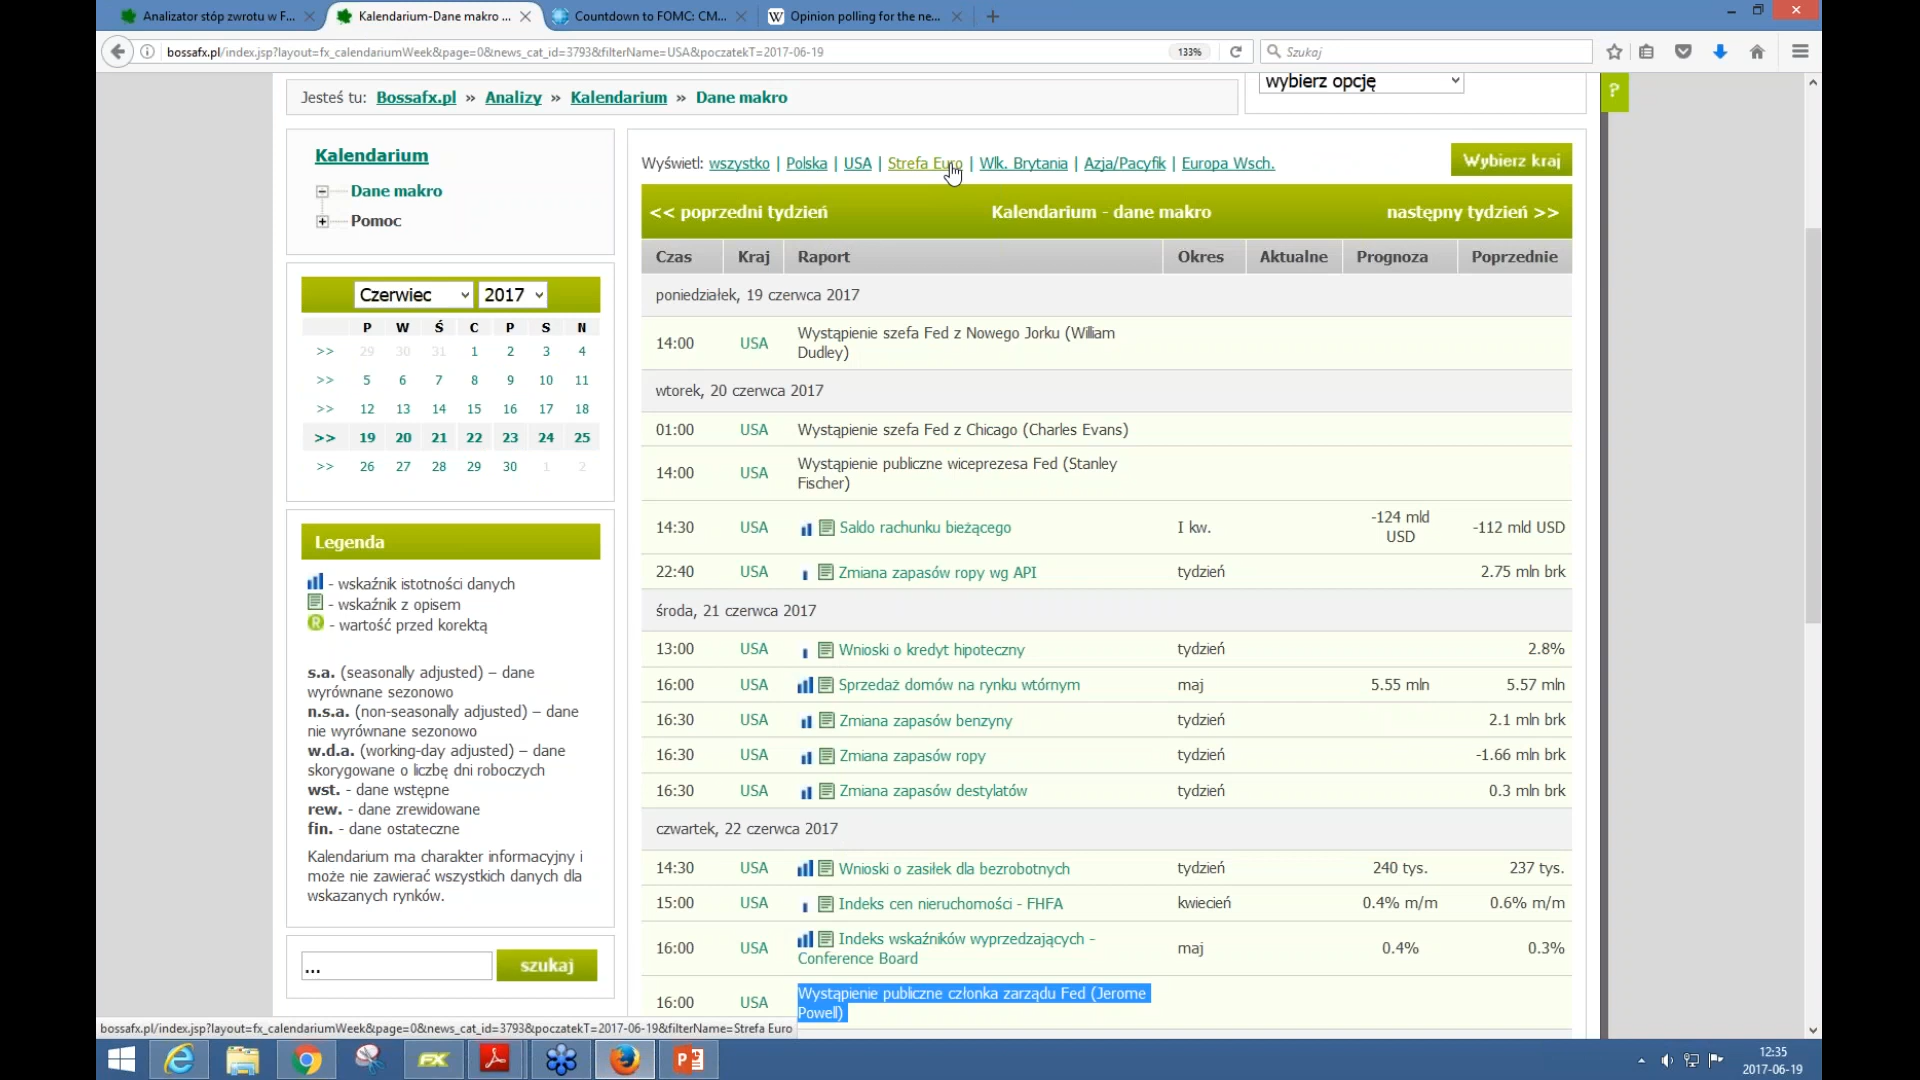 Analizator stóp zwrotu w F...
Kalendarium-Dane makro ...
Countdown to FOMC: CM...
Opinion polling for the ne...
bossafx.pl/index.jsp?layout=fx_calendariumWeek&page=0&news_cat_id=3793&filterName=USA&poczatekT=2017-06-19
133%
Szukaj
Jesteś tu: Bossafx.pl » Analizy » Kalendarium » Dane makro
wybierz opcję
?
Kalendarium
Dane makro
Pomoc
Czerwiec 2017
P W Ś C P S N
>> 29 30 31 1 2 3 4
>> 5 6 7 8 9 10 11
>> 12 13 14 15 16 17 18
>> 19 20 21 22 23 24 25
>> 26 27 28 29 30 1 2
Legenda
- wskaźnik istotności danych
- wskaźnik z opisem
R - wartość przed korektą
s.a. (seasonally adjusted) – dane
wyrównane sezonowo
n.s.a. (non-seasonally adjusted) – dane
nie wyrównane sezonowo
w.d.a. (working-day adjusted) – dane
skorygowane o liczbę dni roboczych
wst. - dane wstępne
rew. - dane zrewidowane
fin. - dane ostateczne
Kalendarium ma charakter informacyjny i
może nie zawierać wszystkich danych dla
wskazanych rynków.
...
szukaj
Wyświetl: wszystko | Polska | USA | Strefa Euro | Wlk. Brytania | Azja/Pacyfik | Europa Wsch.
Wybierz kraj
<< poprzedni tydzień Kalendarium - dane makro następny tydzień >>
Czas Kraj Raport Okres Aktualne Prognoza Poprzednie
poniedziałek, 19 czerwca 2017
14:00 USA Wystąpienie szefa Fed z Nowego Jorku (William
Dudley)
wtorek, 20 czerwca 2017
01:00 USA Wystąpienie szefa Fed z Chicago (Charles Evans)
14:00 USA Wystąpienie publiczne wiceprezesa Fed (Stanley
Fischer)
14:30 USA Saldo rachunku bieżącego I kw. -124 mld
USD -112 mld USD
22:40 USA Zmiana zapasów ropy wg API tydzień 2.75 mln brk
środa, 21 czerwca 2017
13:00 USA Wnioski o kredyt hipoteczny tydzień 2.8%
16:00 USA Sprzedaż domów na rynku wtórnym maj 5.55 mln 5.57 mln
16:30 USA Zmiana zapasów benzyny tydzień 2.1 mln brk
16:30 USA Zmiana zapasów ropy tydzień -1.66 mln brk
16:30 USA Zmiana zapasów destylatów tydzień 0.3 mln brk
czwartek, 22 czerwca 2017
14:30 USA Wnioski o zasiłek dla bezrobotnych tydzień 240 tys. 237 tys.
15:00 USA Indeks cen nieruchomości - FHFA kwiecień 0.4% m/m 0.6% m/m
16:00 USA Indeks wskaźników wyprzedzających -
Conference Board maj 0.4% 0.3%
16:00 USA Wystąpienie publiczne członka zarządu Fed (Jerome
Powell)
bossafx.pl/index.jsp?layout=fx_calendariumWeek&page=0&news_cat_id=3793&poczatekT=2017-06-19&filterName=Strefa Euro
FX
12:35
2017-06-19